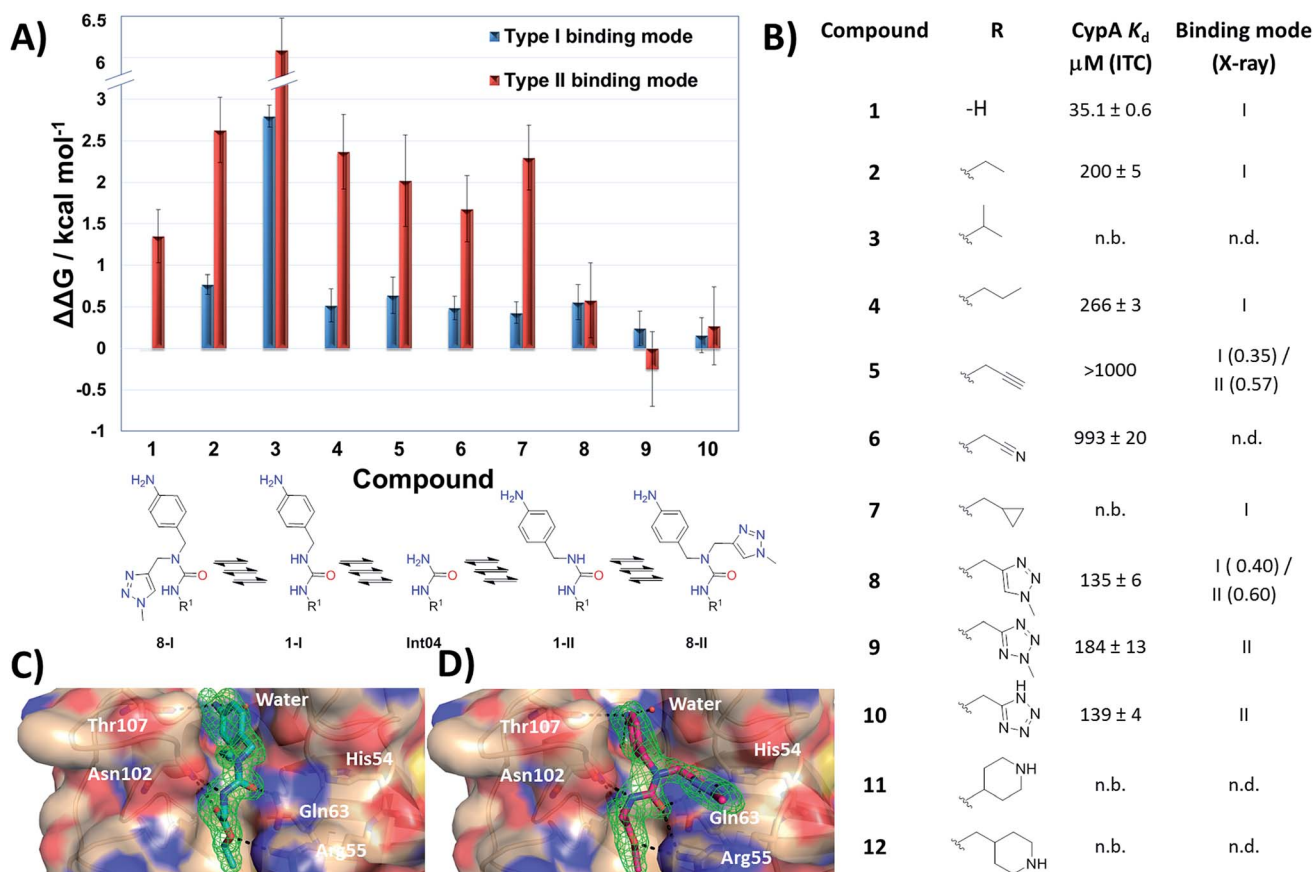 A)
6.5
6
3
2.5
2
1.5
1
0.5
0
-0.5
-1
ΔΔG / kcal mol⁻¹
Type I binding mode
Type II binding mode
1 2 3 4 5 6 7 8 9 10
Compound
H₂N
N
O
HN
R¹
N
N
N
8-I
H₂N
NH
O
HN
R¹
1-I
H₂N
O
HN
R¹
Int04
H₂N
NH
O
HN
R¹
1-II
H₂N
N
N
N
N
O
HN
R¹
8-II
C)
Thr107
Water
Asn102
His54
Gln63
Arg55
D)
Thr107
Water
Asn102
His54
Gln63
Arg55
B)
Compound R CypA Kd Binding mode
μM (ITC) (X-ray)
1 -H 35.1 ± 0.6 I
2 200 ± 5 I
3 n.b. n.d.
4 266 ± 3 I
5 >1000 I (0.35) /
II (0.57)
6 N 993 ± 20 n.d.
7 n.b. I
8 N N N 135 ± 6 I ( 0.40) /
II (0.60)
9 N N N N 184 ± 13 II
10 H N N N N 139 ± 4 II
11 NH n.b. n.d.
12 NH n.b. n.d.